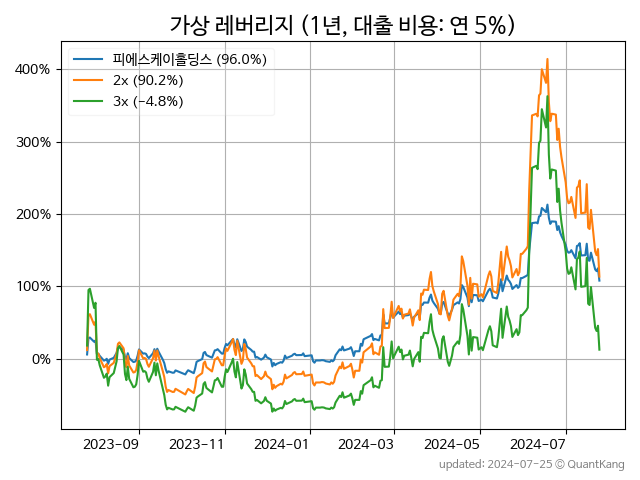 가상 레버리지 (1년, 대출 비용: 연 5%)
피에스케이홀딩스 (96.0%)
2x (90.2%)
3x (−4.8%)
400%
300%
200%
100%
0%
2023-09 2023-11 2024-01 2024-03 2024-05 2024-07
updated: 2024-07-25 © QuantKang